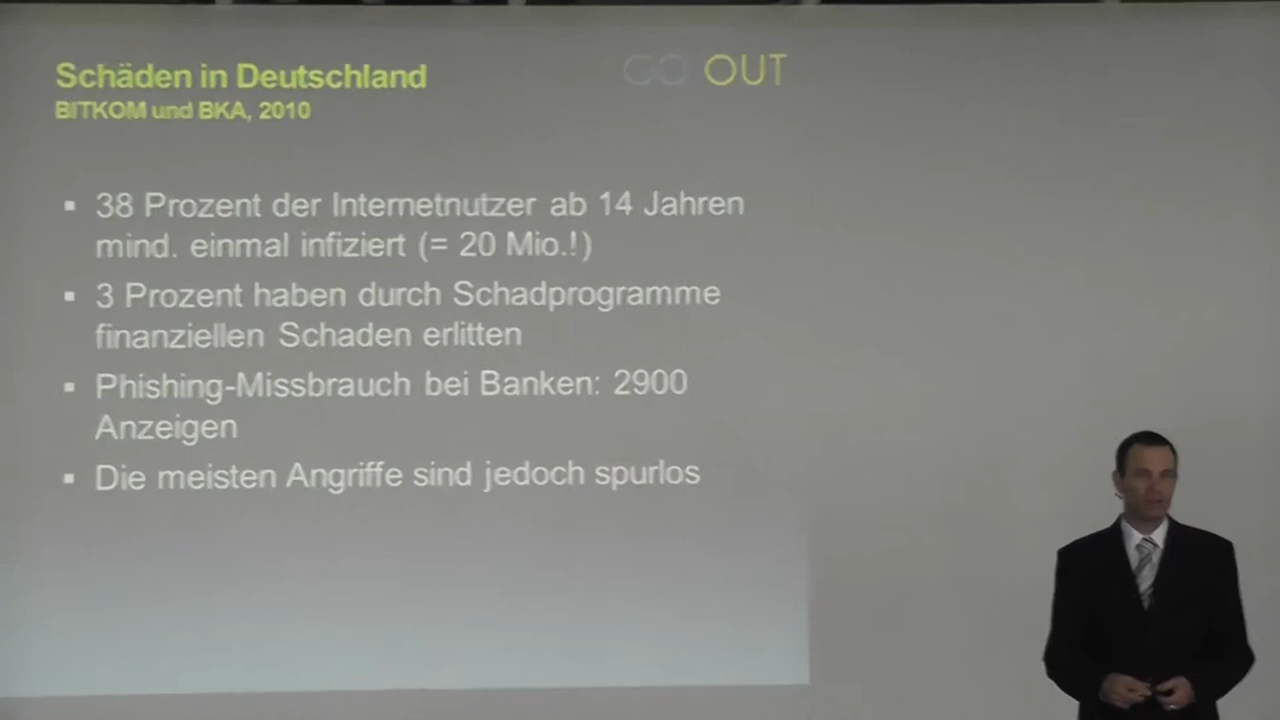 Schäden in Deutschland
BITKOM und BKA, 2010
ca OUT
▪ 38 Prozent der Internetnutzer ab 14 Jahren
mind. einmal infiziert (= 20 Mio.!)
▪ 3 Prozent haben durch Schadprogramme
finanziellen Schaden erlitten
▪ Phishing-Missbrauch bei Banken: 2900
Anzeigen
▪ Die meisten Angriffe sind jedoch spurlos